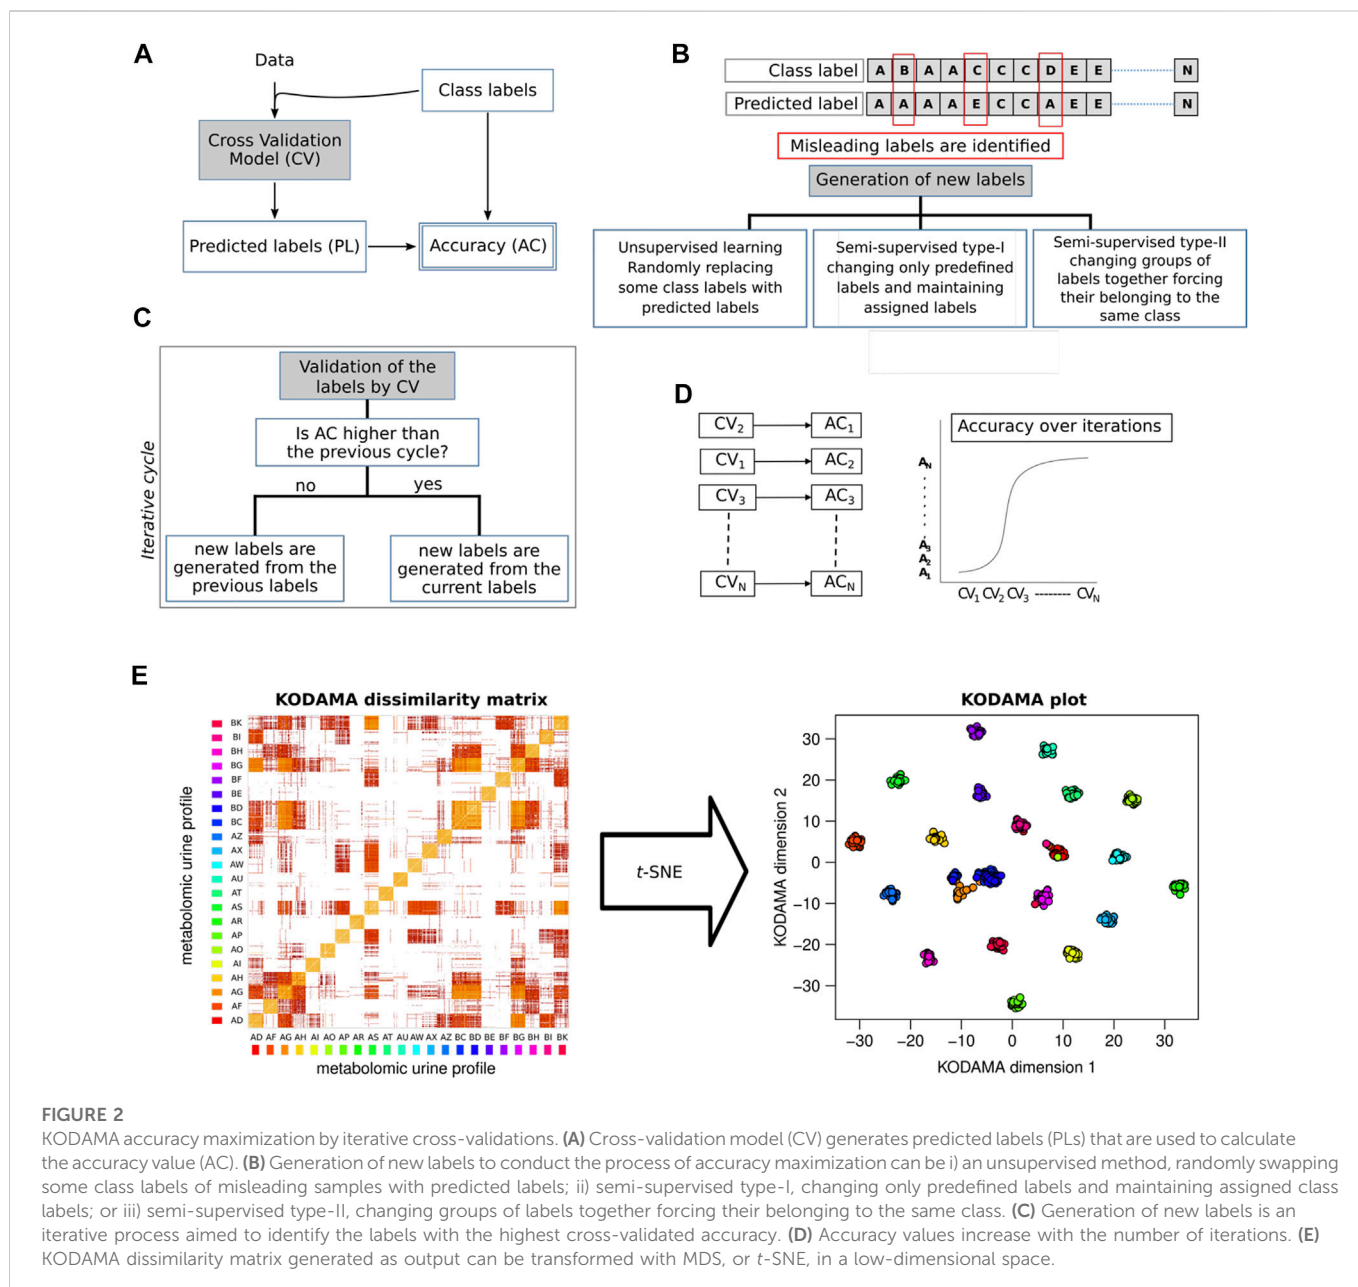 A
Data
Class labels
Cross Validation
Model (CV)
Predicted labels (PL)
Accuracy (AC)
B
Class label A B A A C C C D E E N
Predicted label A A A A E C C A E E N
Misleading labels are identified
Generation of new labels
Unsupervised learning
Randomly replacing
some class labels with
predicted labels
Semi-supervised type-I
changing only predefined
labels and maintaining
assigned labels
Semi-supervised type-II
changing groups of
labels together forcing
their belonging to the
same class
C
Iterative cycle
Validation of the
labels by CV
Is AC higher than
the previous cycle?
no yes
new labels are
generated from the
previous labels
new labels are
generated from the
current labels
D
CV2 AC1
CV1 AC2
CV3 AC3
CVN ACN
Accuracy over iterations
AN
A3
A2
A1
CV1 CV2 CV3 -------- CVN
E
KODAMA dissimilarity matrix
metabolomic urine profile
BK
BI
BH
BG
BF
BE
BD
BC
AZ
AX
AW
AU
AT
AS
AR
AP
AO
AI
AH
AG
AF
AD
AD AF AG AH AI AO AP AR AS AT AU AW AX AZ BC BD BE BF BG BH BI BK
metabolomic urine profile
t-SNE
KODAMA plot
KODAMA dimension 2
30
20
10
0
−10
−20
−30
−30 −20 −10 0 10 20 30
KODAMA dimension 1
FIGURE 2
KODAMA accuracy maximization by iterative cross-validations. (A) Cross-validation model (CV) generates predicted labels (PLs) that are used to calculate
the accuracy value (AC). (B) Generation of new labels to conduct the process of accuracy maximization can be i) an unsupervised method, randomly swapping
some class labels of misleading samples with predicted labels; ii) semi-supervised type-I, changing only predefined labels and maintaining assigned class
labels; or iii) semi-supervised type-II, changing groups of labels together forcing their belonging to the same class. (C) Generation of new labels is an
iterative process aimed to identify the labels with the highest cross-validated accuracy. (D) Accuracy values increase with the number of iterations. (E)
KODAMA dissimilarity matrix generated as output can be transformed with MDS, or t-SNE, in a low-dimensional space.